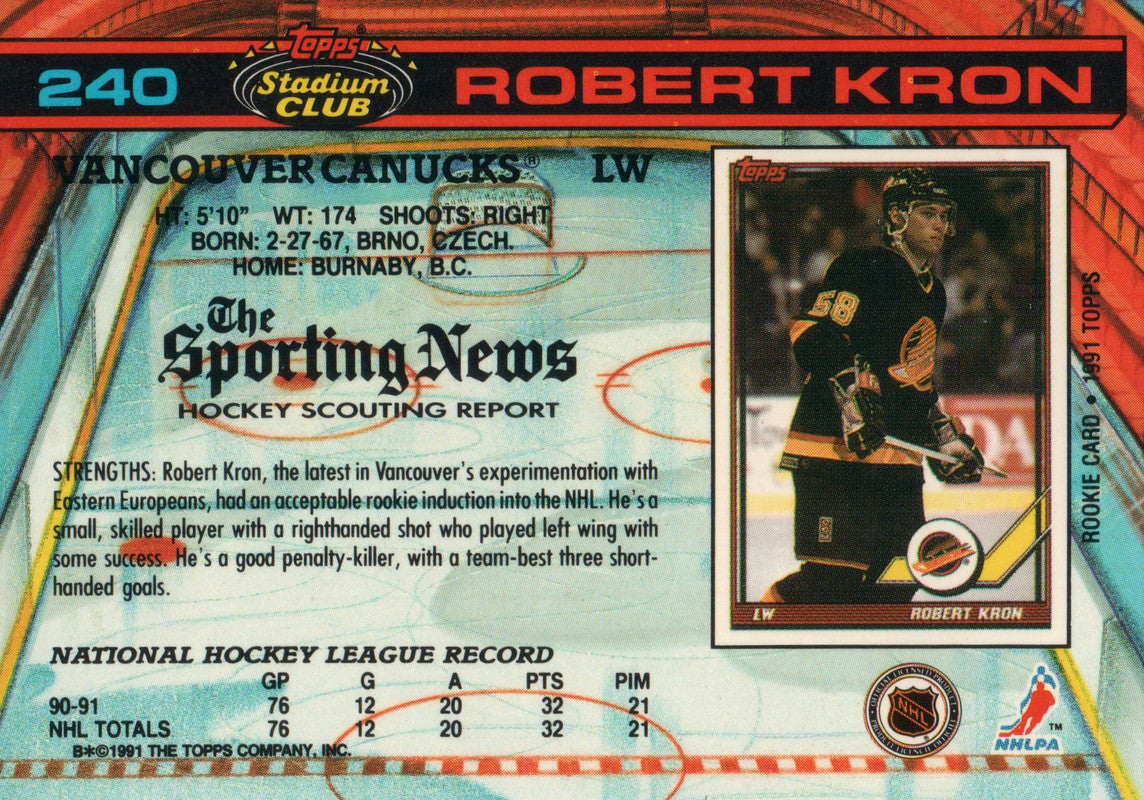 240
Topps
Stadium
CLUB
ROBERT KRON
VANCOUVER CANUCKS® LW
HT: 5'10" WT: 174 SHOOTS: RIGHT
BORN: 2-27-67, BRNO, CZECH.
HOME: BURNABY, B.C.
The
Sporting News
HOCKEY SCOUTING REPORT
STRENGTHS: Robert Kron, the latest in Vancouver's experimentation with
Eastern Europeans, had an acceptable rookie induction into the NHL. He's a
small, skilled player with a righthanded shot who played left wing with
some success. He's a good penalty-killer, with a team-best three short-
handed goals.
NATIONAL HOCKEY LEAGUE RECORD
GP G A PTS PIM
90-91 76 12 20 32 21
NHL TOTALS 76 12 20 32 21
B*©1991 THE TOPPS COMPANY, INC.
Topps
58
LW ROBERT KRON
ROOKIE CARD • 1991 TOPPS
NHL
NHLPA™